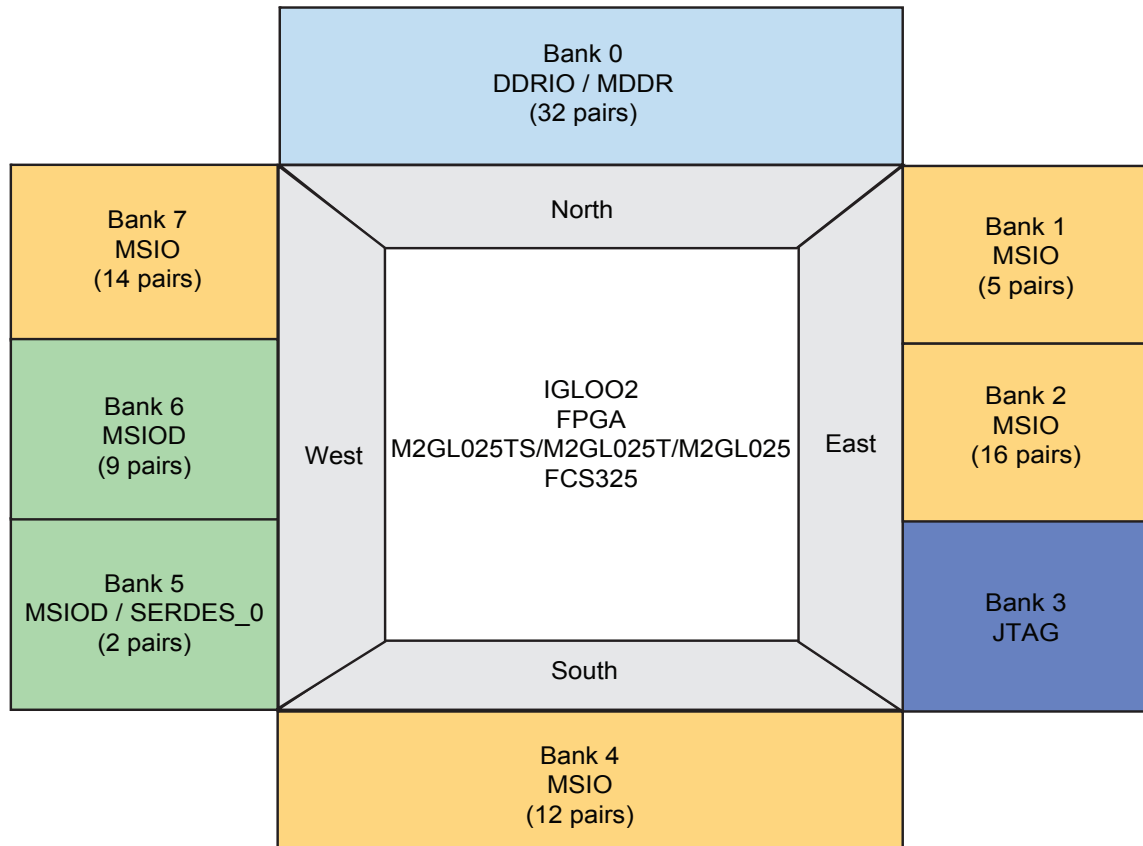 Bank 0
DDRIO / MDDR
(32 pairs)
North
Bank 7
MSIO
(14 pairs)
Bank 1
MSIO
(5 pairs)
Bank 6
MSIOD
(9 pairs)
West
IGLOO2
FPGA
M2GL025TS/M2GL025T/M2GL025
FCS325
East
Bank 2
MSIO
(16 pairs)
Bank 5
MSIOD / SERDES_0
(2 pairs)
Bank 3
JTAG
South
Bank 4
MSIO
(12 pairs)